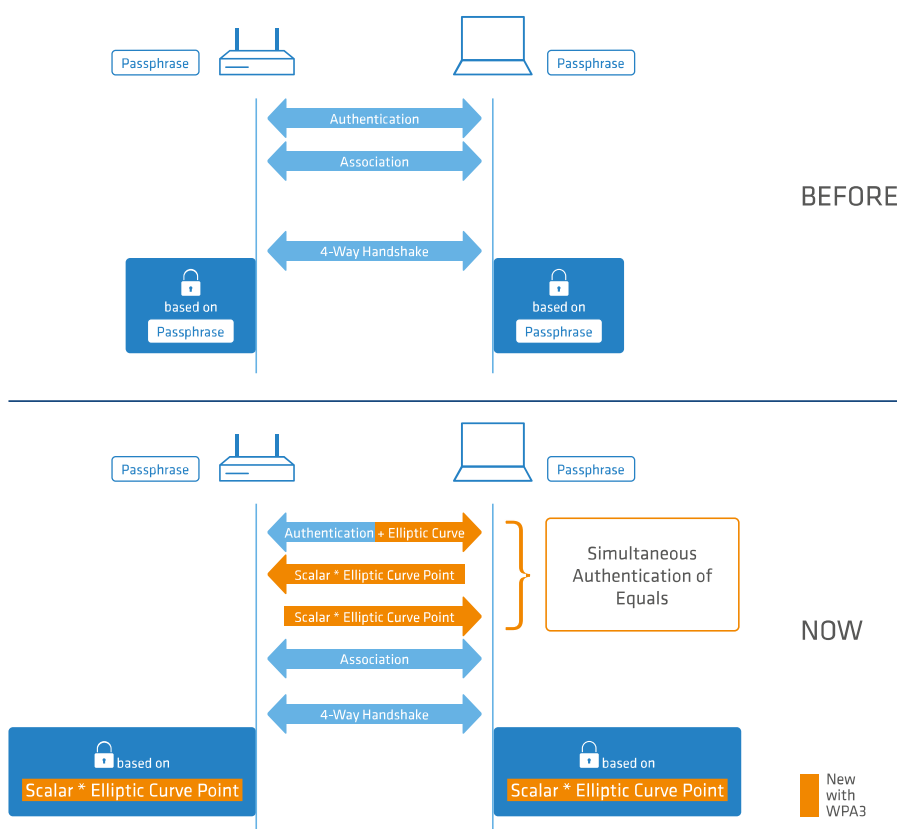 Passphrase
Passphrase
Authentication
Association
BEFORE
4-Way Handshake
based on
Passphrase
based on
Passphrase
Passphrase
Passphrase
Authentication + Elliptic Curve
Scalar * Elliptic Curve Point
Scalar * Elliptic Curve Point
Simultaneous
Authentication of
Equals
NOW
Association
4-Way Handshake
based on
Scalar * Elliptic Curve Point
based on
Scalar * Elliptic Curve Point
New
with
WPA3